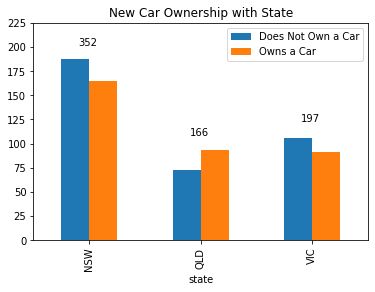 New Car Ownership with State
225
200
175
150
125
100
75
50
25
0
Does Not Own a Car
Owns a Car
352
166
197
NSW
QLD
VIC
state